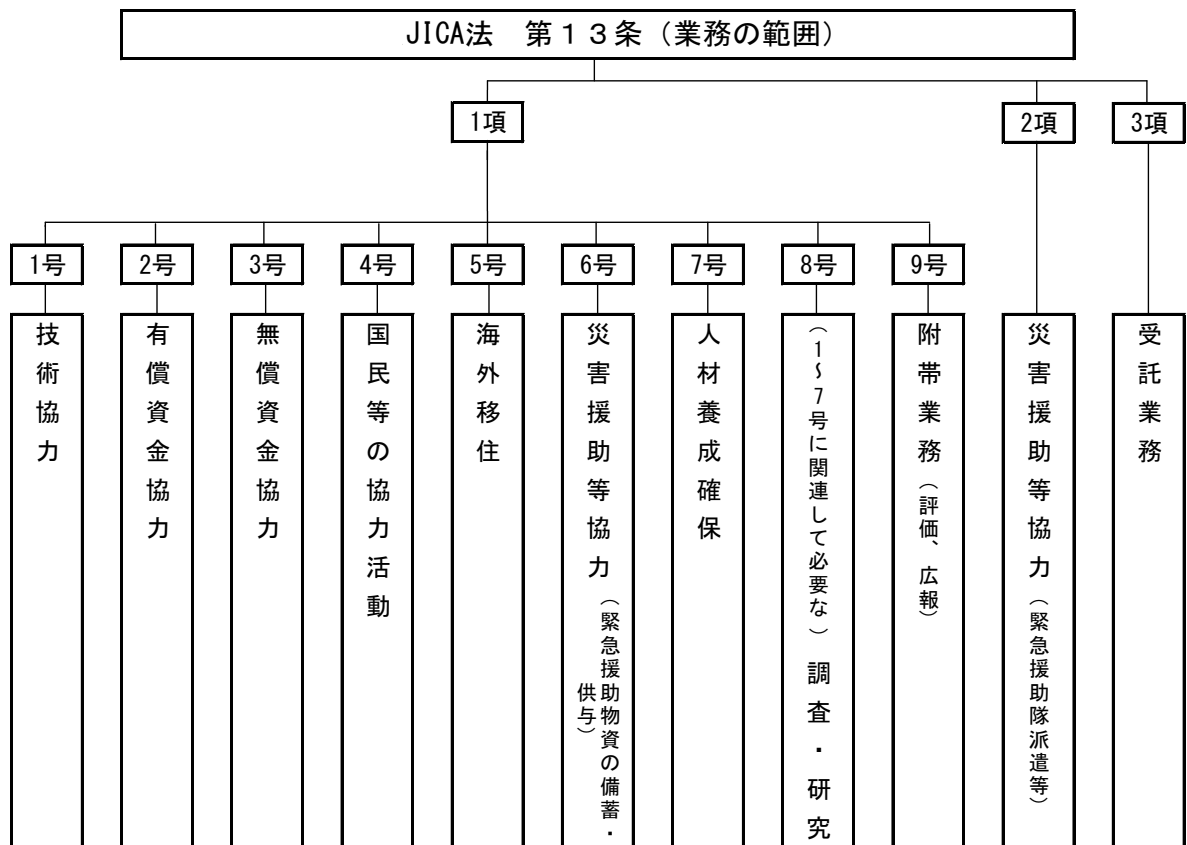 JICA法　第１３条（業務の範囲）
1項
2項
3項
1号
2号
3号
4号
5号
6号
7号
8号
9号
技術協力
有償資金協力
無償資金協力
国民等の協力活動
海外移住
災害援助等協力（緊急援助物資の備蓄・
供与）
人材養成確保
（1～7号に関連して必要な）調査・研究
附帯業務（評価、広報）
災害援助等協力（緊急援助隊派遣等）
受託業務